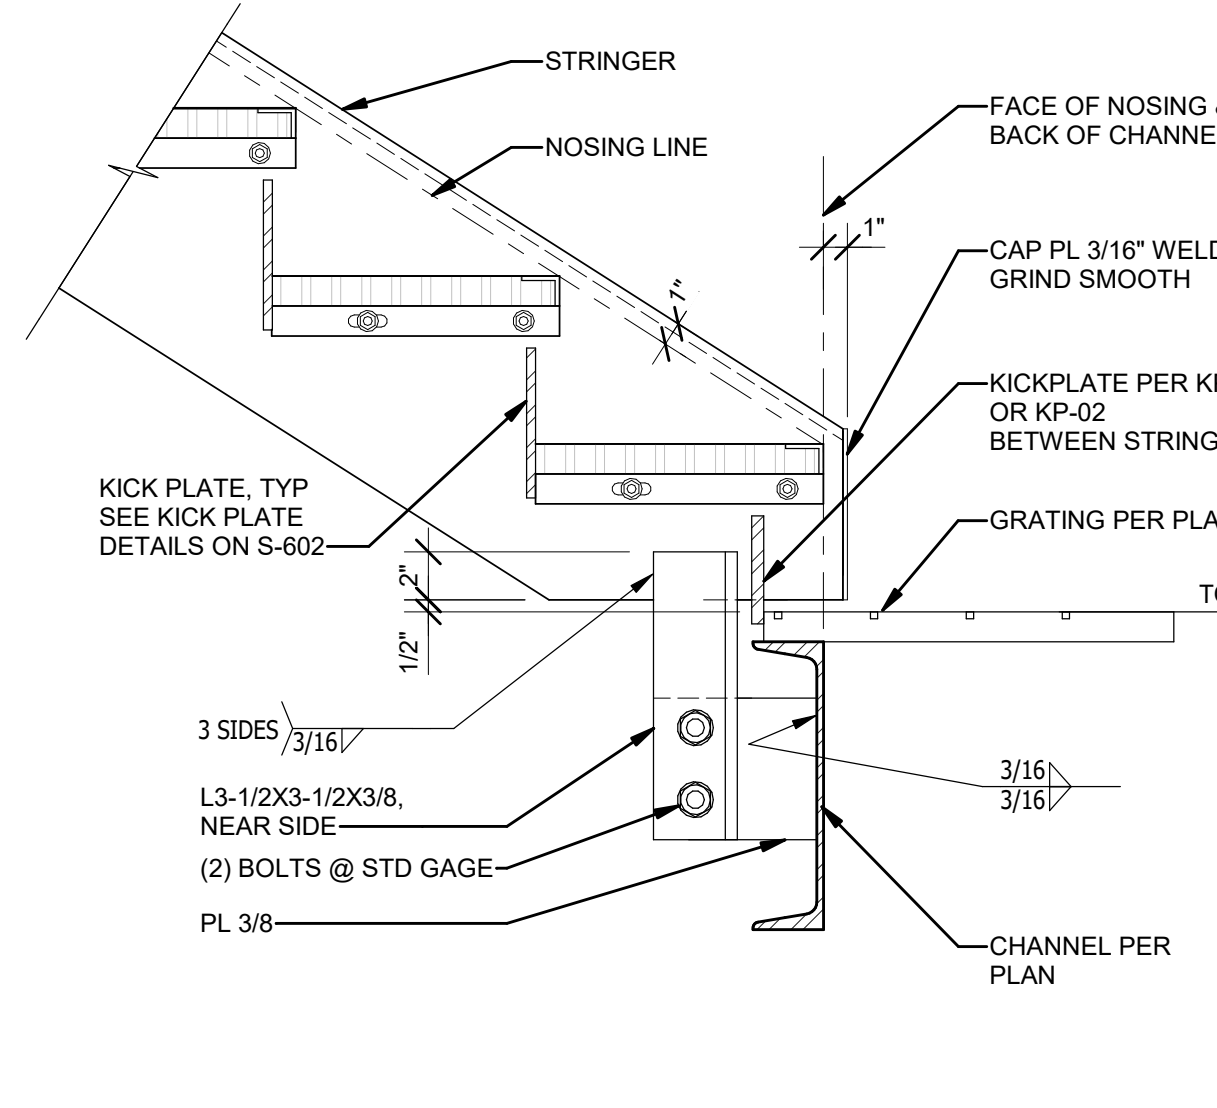 STRINGER
NOSING LINE
FACE OF NOSING
BACK OF CHANNE
1"
CAP PL 3/16" WELD
GRIND SMOOTH
1"
KICKPLATE PER
OR KP-02
BETWEEN STRING
KICK PLATE, TYP
SEE KICK PLATE
DETAILS ON S-602
GRATING PER PLA
2"
1/2"
3 SIDES
3/16
3/16
3/16
L3-1/2X3-1/2X3/8,
NEAR SIDE
(2) BOLTS @ STD GAGE
PL 3/8
CHANNEL PER
PLAN